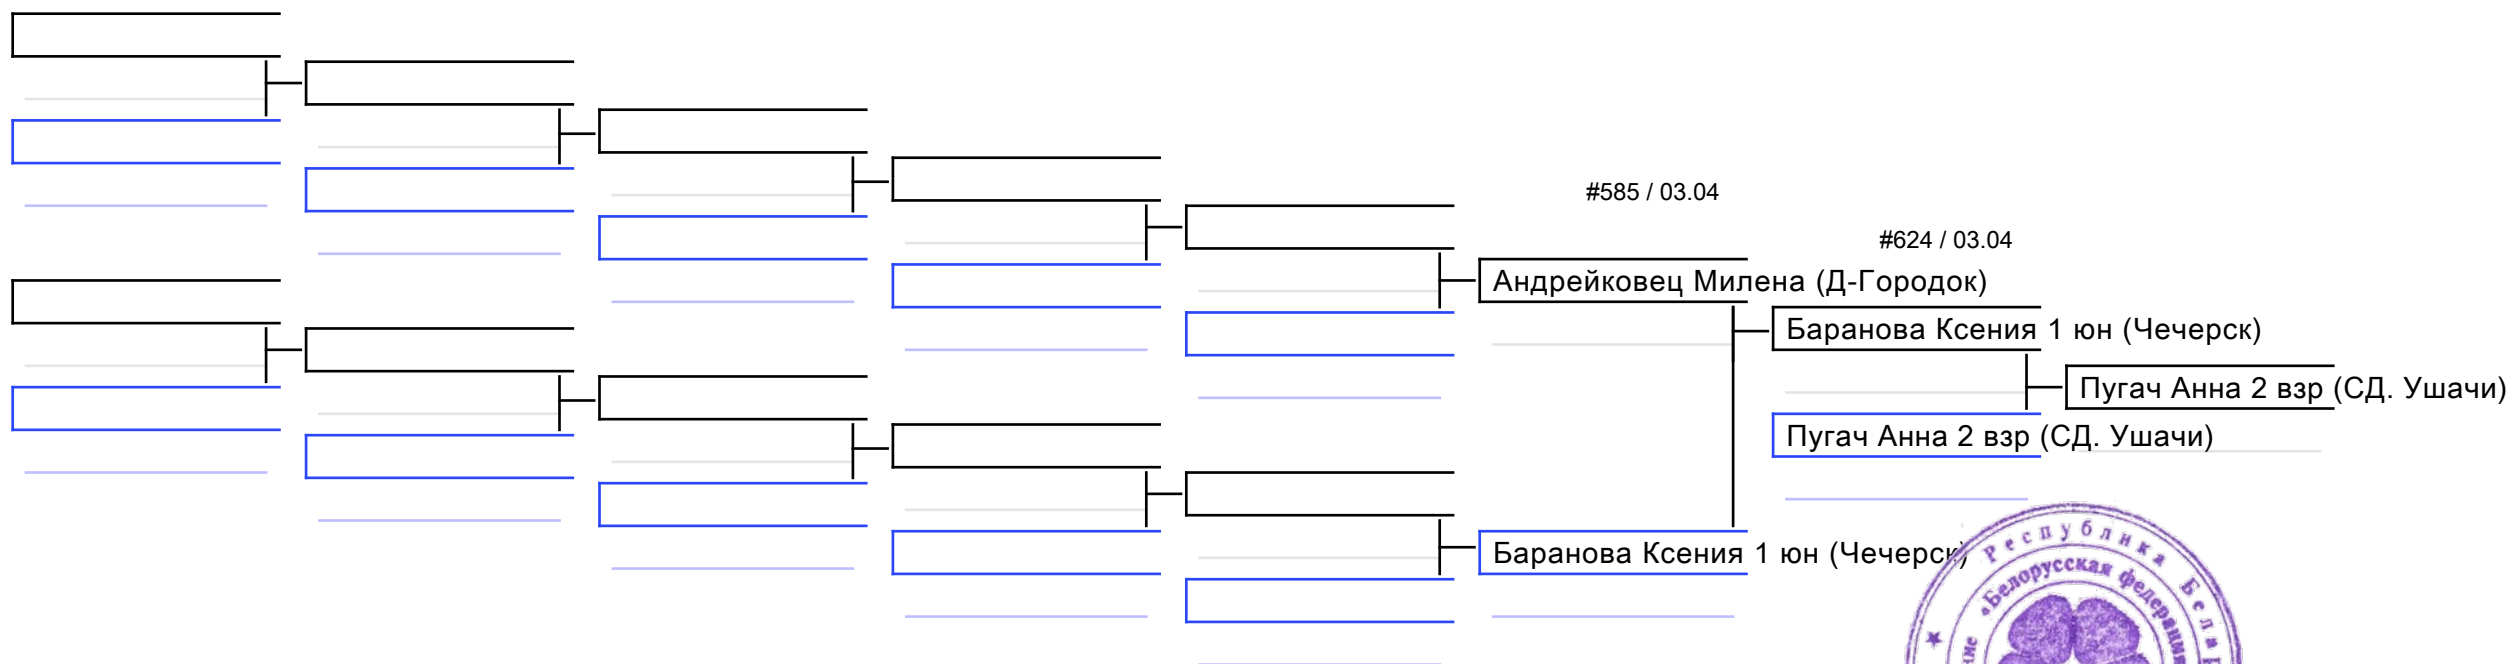 #585 / 03.04
#624 / 03.04
Андрейковец Милена (Д-Городок)
Баранова Ксения 1 юн (Чечерск)
Пугач Анна 2 взр (СД. Ушачи)
Пугач Анна 2 взр (СД. Ушачи)
Баранова Ксения 1 юн (Чечерск)
Республика
«Белорусская федерация